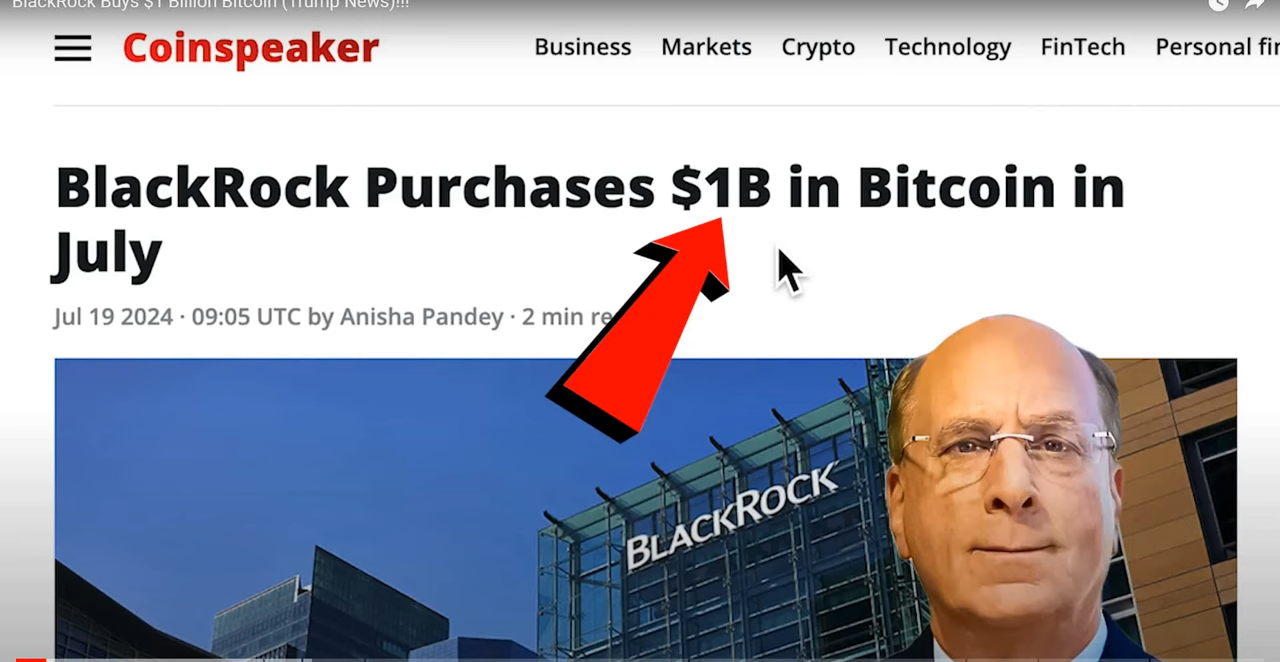 BlackRock Buys $1 Billion Bitcoin (Trump News)!!!
Coinspeaker
Business Markets Crypto Technology FinTech Personal
BlackRock Purchases $1B in Bitcoin in
July
Jul 19 2024 · 09:05 UTC by Anisha Pandey · 2 min
BLACKROCK